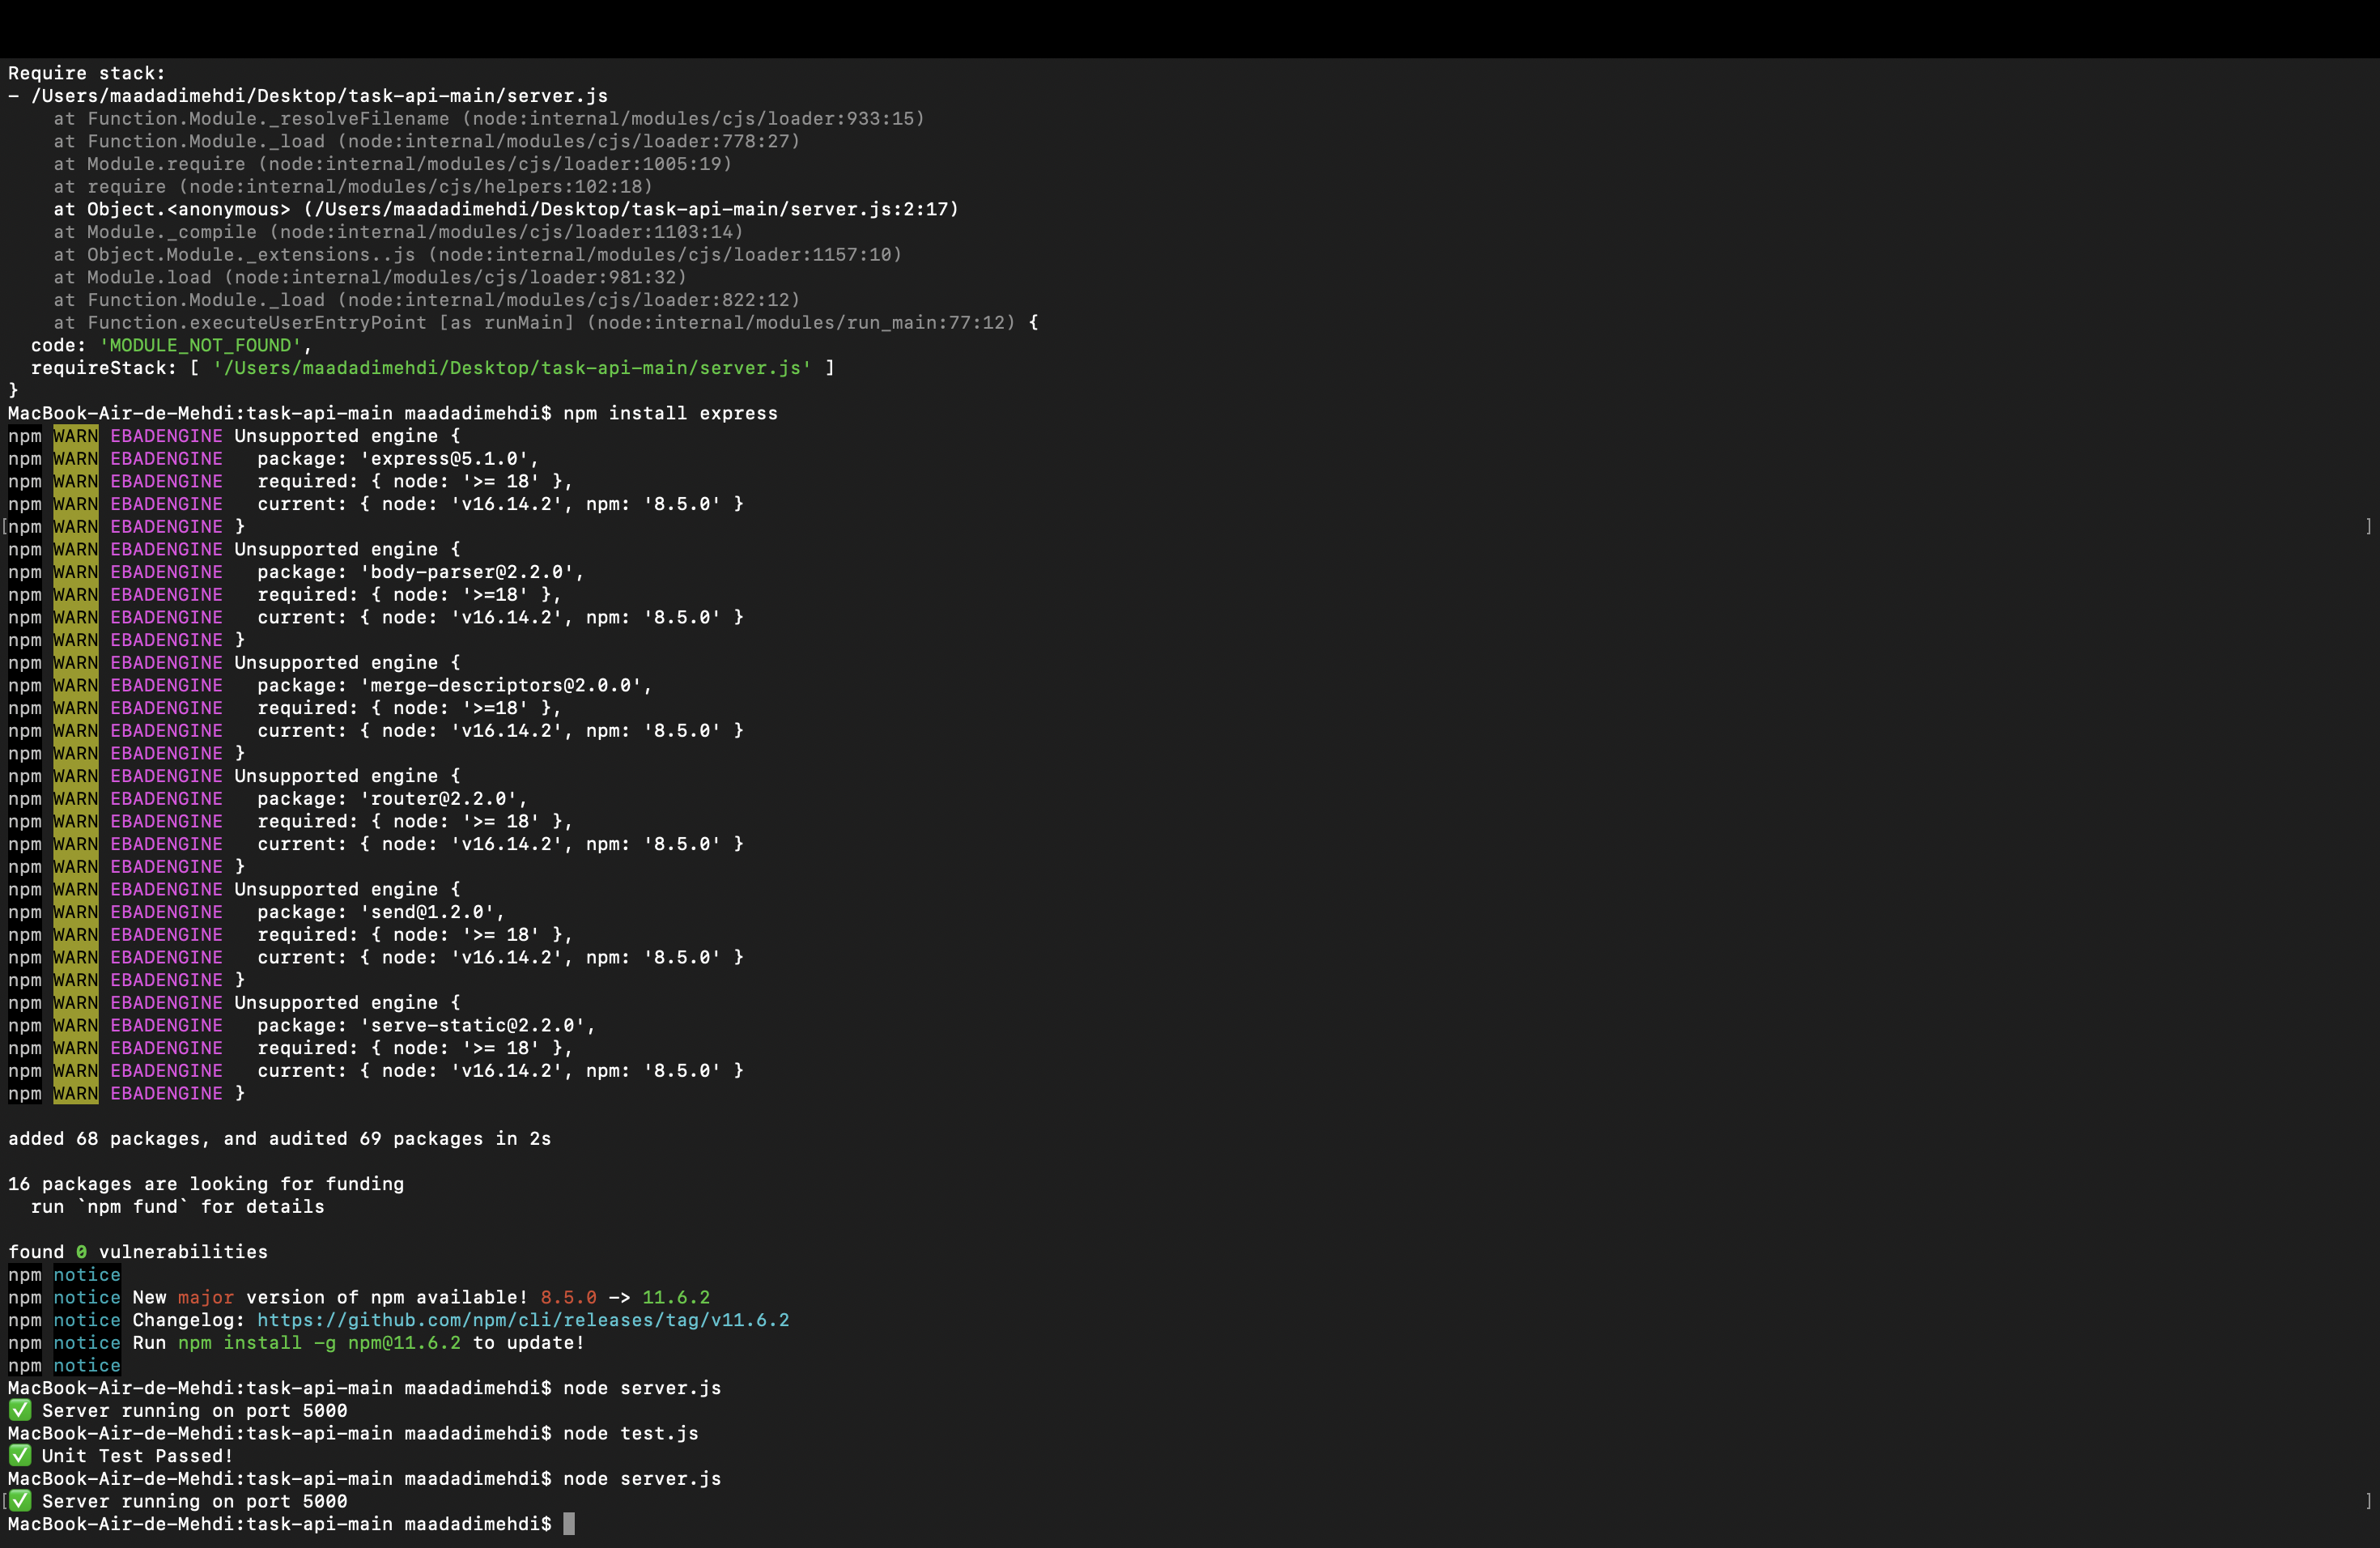 Require stack:
- /Users/maadadimehdi/Desktop/task-api-main/server.js
    at Function.Module._resolveFilename (node:internal/modules/cjs/loader:933:15)
    at Function.Module._load (node:internal/modules/cjs/loader:778:27)
    at Module.require (node:internal/modules/cjs/loader:1005:19)
    at require (node:internal/modules/cjs/helpers:102:18)
    at Object.<anonymous> (/Users/maadadimehdi/Desktop/task-api-main/server.js:2:17)
    at Module._compile (node:internal/modules/cjs/loader:1103:14)
    at Object.Module._extensions..js (node:internal/modules/cjs/loader:1157:10)
    at Module.load (node:internal/modules/cjs/loader:981:32)
    at Function.Module._load (node:internal/modules/cjs/loader:822:12)
    at Function.executeUserEntryPoint [as runMain] (node:internal/modules/run_main:77:12) {
  code: 'MODULE_NOT_FOUND',
  requireStack: [ '/Users/maadadimehdi/Desktop/task-api-main/server.js' ]
}
MacBook-Air-de-Mehdi:task-api-main maadadimehdi$ npm install express
npm WARN EBADENGINE Unsupported engine {
npm WARN EBADENGINE   package: 'express@5.1.0',
npm WARN EBADENGINE   required: { node: '>= 18' },
npm WARN EBADENGINE   current: { node: 'v16.14.2', npm: '8.5.0' }
[npm WARN EBADENGINE } ]
npm WARN EBADENGINE Unsupported engine {
npm WARN EBADENGINE   package: 'body-parser@2.2.0',
npm WARN EBADENGINE   required: { node: '>=18' },
npm WARN EBADENGINE   current: { node: 'v16.14.2', npm: '8.5.0' }
npm WARN EBADENGINE }
npm WARN EBADENGINE Unsupported engine {
npm WARN EBADENGINE   package: 'merge-descriptors@2.0.0',
npm WARN EBADENGINE   required: { node: '>=18' },
npm WARN EBADENGINE   current: { node: 'v16.14.2', npm: '8.5.0' }
npm WARN EBADENGINE }
npm WARN EBADENGINE Unsupported engine {
npm WARN EBADENGINE   package: 'router@2.2.0',
npm WARN EBADENGINE   required: { node: '>= 18' },
npm WARN EBADENGINE   current: { node: 'v16.14.2', npm: '8.5.0' }
npm WARN EBADENGINE }
npm WARN EBADENGINE Unsupported engine {
npm WARN EBADENGINE   package: 'send@1.2.0',
npm WARN EBADENGINE   required: { node: '>= 18' },
npm WARN EBADENGINE   current: { node: 'v16.14.2', npm: '8.5.0' }
npm WARN EBADENGINE }
npm WARN EBADENGINE Unsupported engine {
npm WARN EBADENGINE   package: 'serve-static@2.2.0',
npm WARN EBADENGINE   required: { node: '>= 18' },
npm WARN EBADENGINE   current: { node: 'v16.14.2', npm: '8.5.0' }
npm WARN EBADENGINE }

added 68 packages, and audited 69 packages in 2s

16 packages are looking for funding
  run `npm fund` for details

found 0 vulnerabilities
npm notice
npm notice New major version of npm available! 8.5.0 -> 11.6.2
npm notice Changelog: https://github.com/npm/cli/releases/tag/v11.6.2
npm notice Run npm install -g npm@11.6.2 to update!
npm notice
MacBook-Air-de-Mehdi:task-api-main maadadimehdi$ node server.js
✅ Server running on port 5000
MacBook-Air-de-Mehdi:task-api-main maadadimehdi$ node test.js
✅ Unit Test Passed!
MacBook-Air-de-Mehdi:task-api-main maadadimehdi$ node server.js
[✅ Server running on port 5000 ]
MacBook-Air-de-Mehdi:task-api-main maadadimehdi$